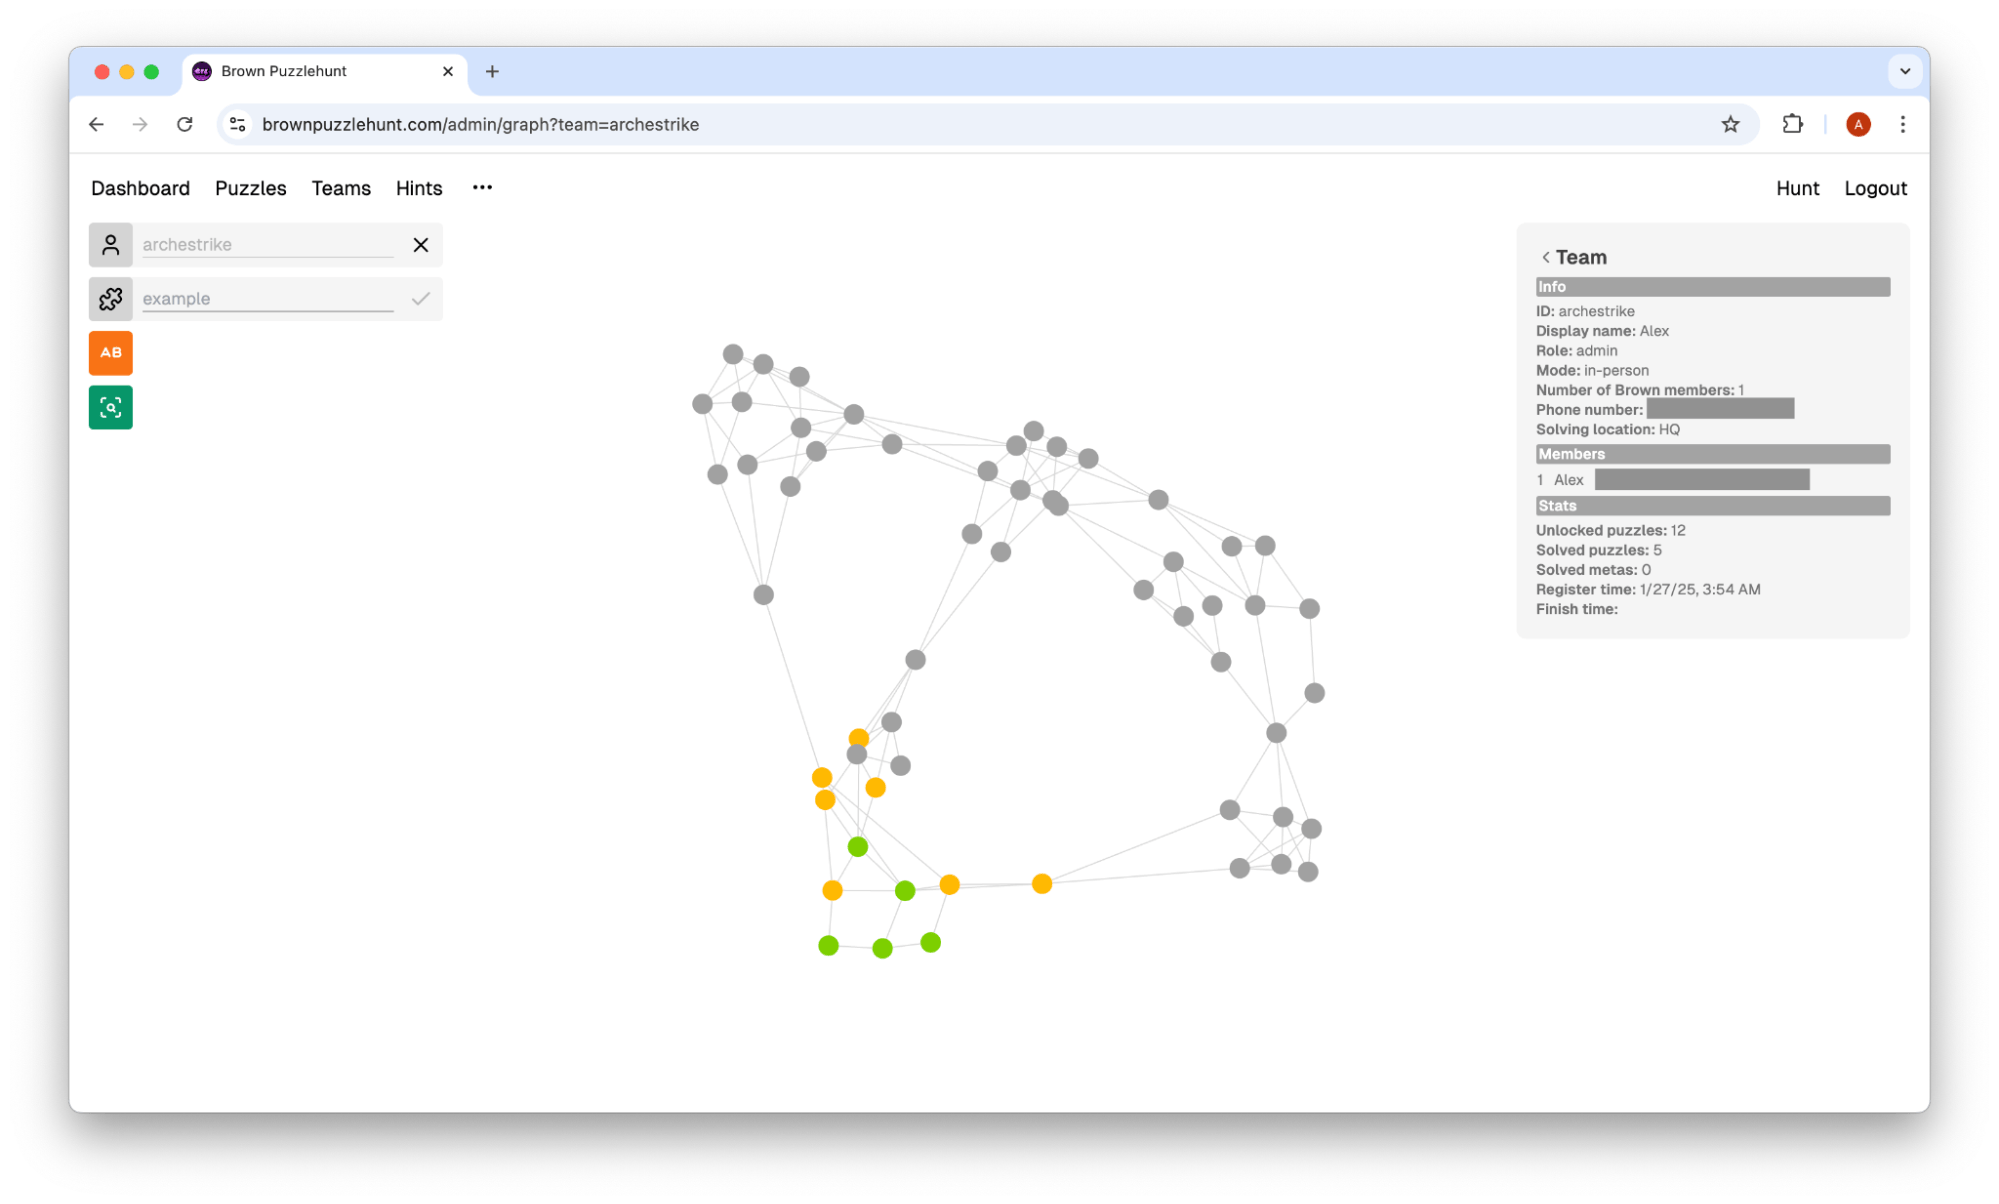 Brown Puzzlehunt
brownpuzzlehunt.com/admin/graph?team=archestrike
A
Dashboard Puzzles Teams Hints ••• Hunt Logout
archestrike
example
AB
Team
Info
ID: archestrike
Display name: Alex
Role: admin
Mode: in-person
Number of Brown members: 1
Phone number:
Solving location: HQ
Members
1 Alex
Stats
Unlocked puzzles: 12
Solved puzzles: 5
Solved metas: 0
Register time: 1/27/25, 3:54 AM
Finish time: